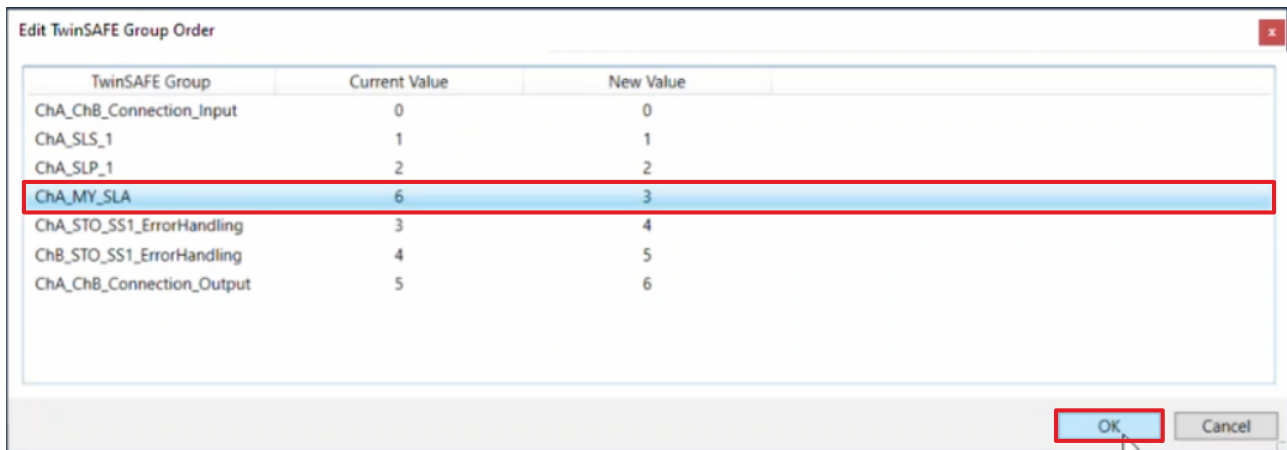 Edit TwinSAFE Group Order
x
TwinSAFE Group Current Value New Value
ChA_ChB_Connection_Input 0 0
ChA_SLS_1 1 1
ChA_SLP_1 2 2
ChA_MY_SLA 6 3
ChA_STO_SS1_ErrorHandling 3 4
ChB_STO_SS1_ErrorHandling 4 5
ChA_ChB_Connection_Output 5 6
OK Cancel